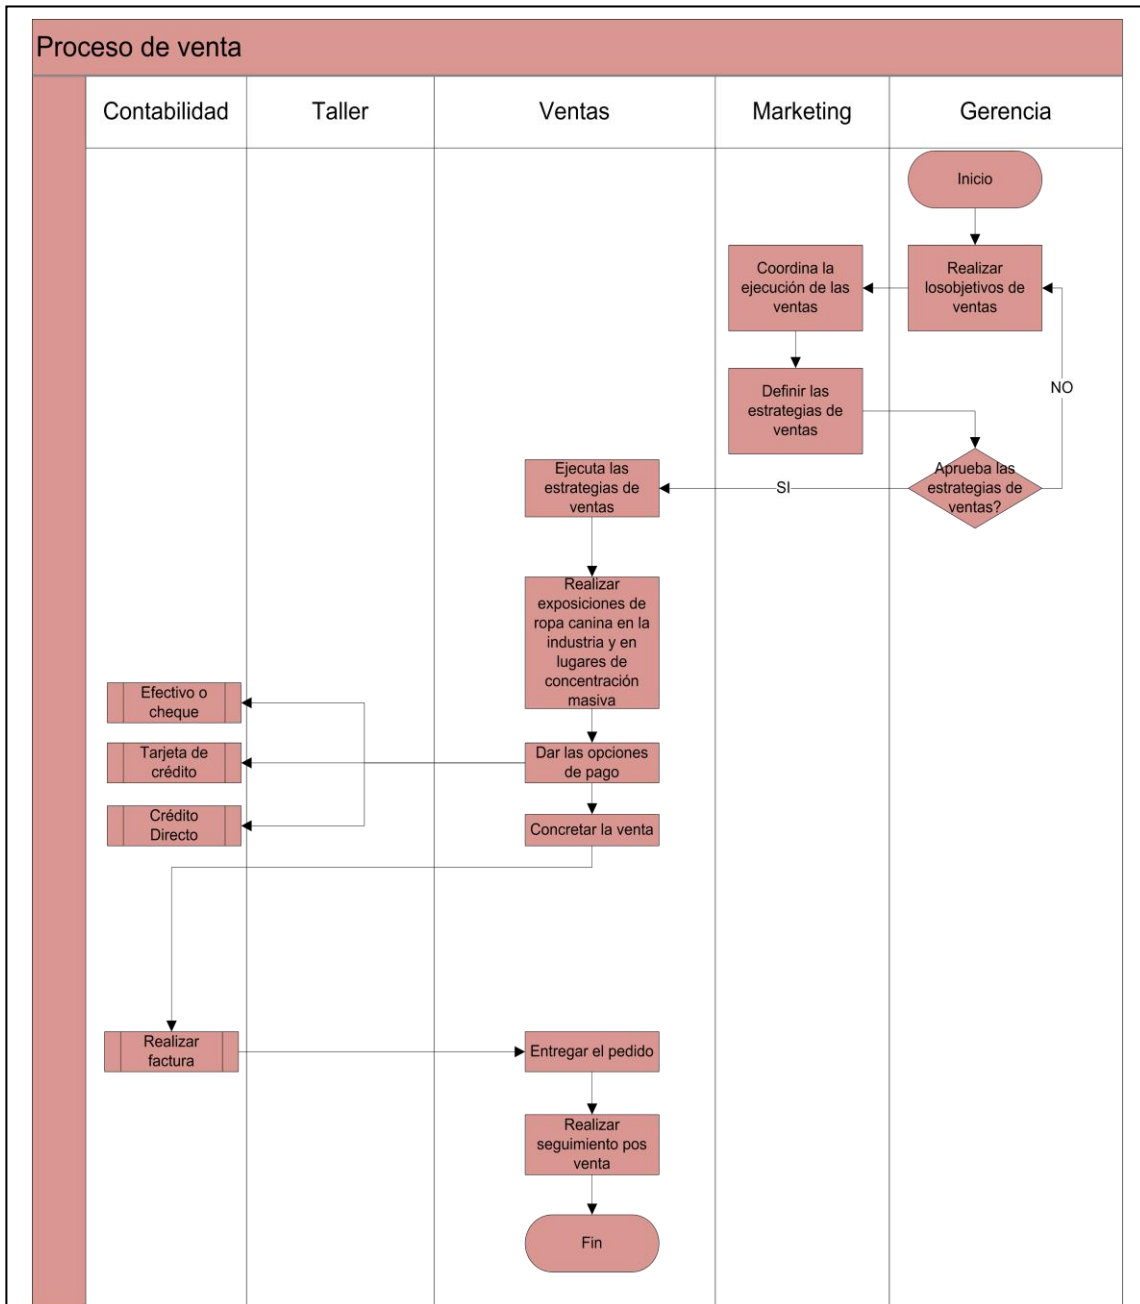 Proceso de venta
Contabilidad
Taller
Ventas
Marketing
Gerencia
Inicio
Realizar
losobjetivos de
ventas
Coordina la
ejecución de las
ventas
Definir las
estrategias de
ventas
NO
Aprueba las
estrategias de
ventas?
SI
Ejecuta las
estrategias de
ventas
Realizar
exposiciones de
ropa canina en la
industria y en
lugares de
concentración
masiva
Dar las opciones
de pago
Efectivo o
cheque
Tarjeta de
crédito
Crédito
Directo
Concretar la venta
Realizar
factura
Entregar el pedido
Realizar
seguimiento pos
venta
Fin